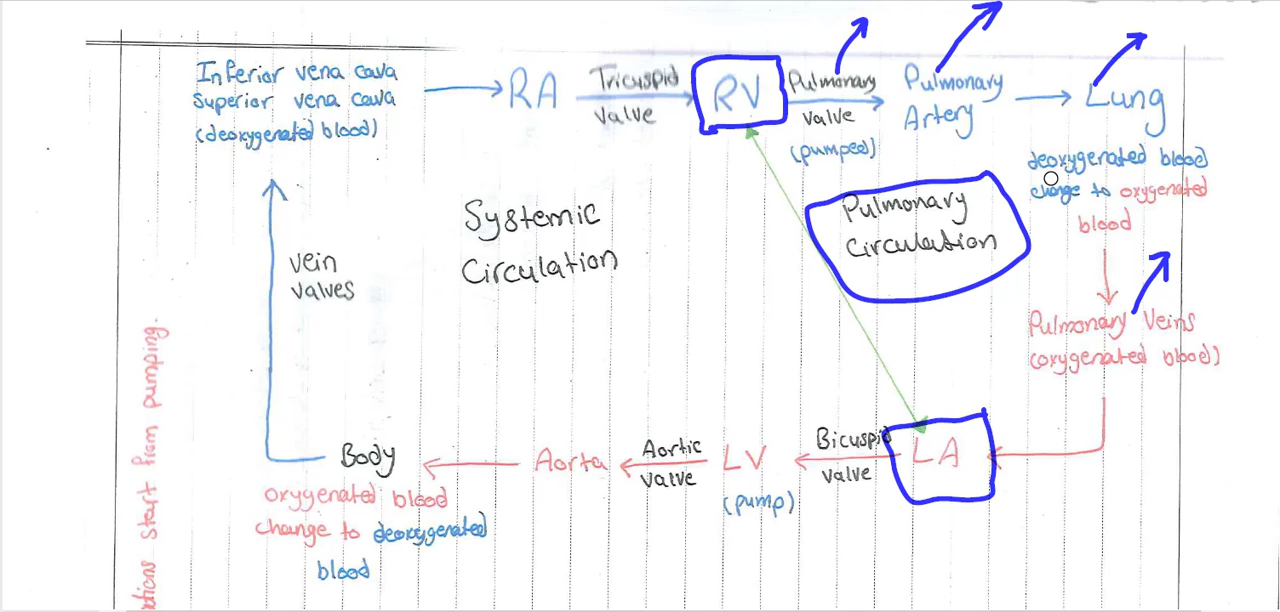 Inferior vena cava
Superior vena cava
(deoxygenated blood)
RA
Tricuspid
valve
RV
Pulmonary
valve
(pumped)
Pulmonary
Artery
Lung
deoxygenated blood
change to oxygenated
blood
Systemic
Circulation
Pulmonary
Circulation
vein
valves
Pulmonary Veins
(oxygenated blood)
LA
Bicuspid
valve
LV
(pump)
Aortic
valve
Aorta
Body
oxygenated blood
change to deoxygenated
blood
start from pumping.